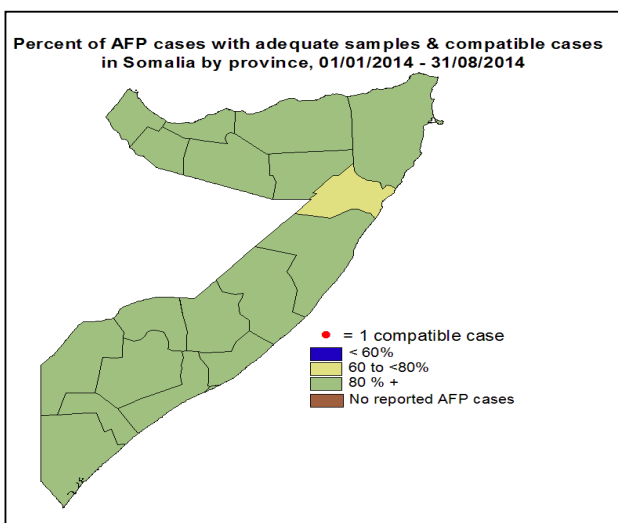 Percent of AFP cases with adequate samples & compatible cases
in Somalia by province, 01/01/2014 - 31/08/2014
= 1 compatible case
< 60%
60 to <80%
80 % +
No reported AFP cases